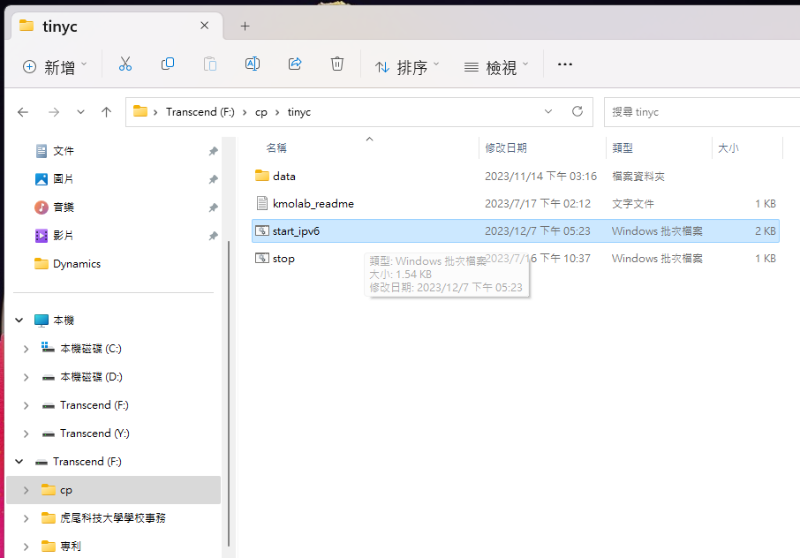 tinyc
新增
排序
檢視
Transcend (F:) > cp > tinyc
搜尋 tinyc
名稱 修改日期 類型 大小
data 2023/11/14 下午 03:16 檔案資料夾
kmolab_readme 2023/7/17 下午 02:12 文字文件 1 KB
start_ipv6 2023/12/7 下午 05:23 Windows 批次檔案 2 KB
stop 2023/7/16 下午 10:37 Windows 批次檔案 1 KB
類型: Windows 批次檔案
大小: 1.54 KB
修改日期: 2023/12/7 下午 05:23
文件
圖片
音樂
影片
Dynamics
本機
本機磁碟 (C:)
本機磁碟 (D:)
Transcend (F:)
Transcend (Y:)
Transcend (F:)
cp
虎尾科技大學學校事務
專利